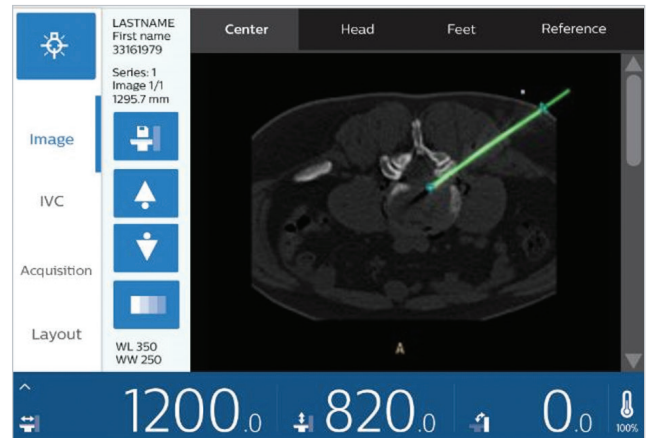 LASTNAME
First name
33161979
Series: 1
Image 1/1
1295.7 mm
Center
Head
Feet
Reference
Image
IVC
Acquisition
Layout
WL 350
WW 250
A
1200.0
820.0
0.0
100%